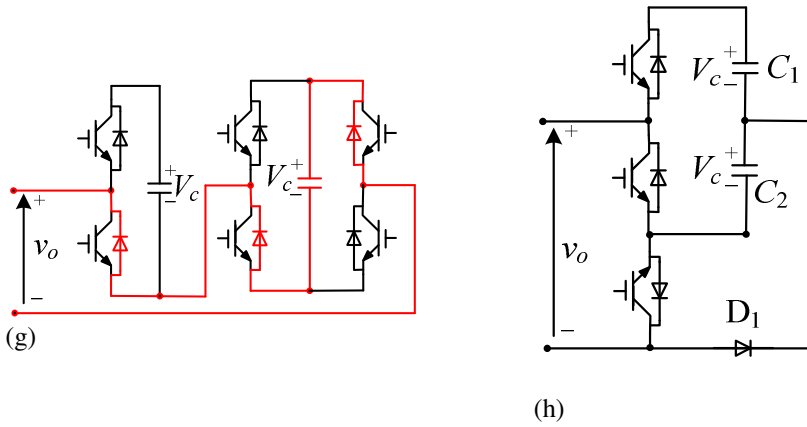 +
V_c
-
+
V_c
-
+
v_o
-
(g)
+
V_c
-
C_1
+
V_c
-
C_2
+
v_o
-
D_1
(h)